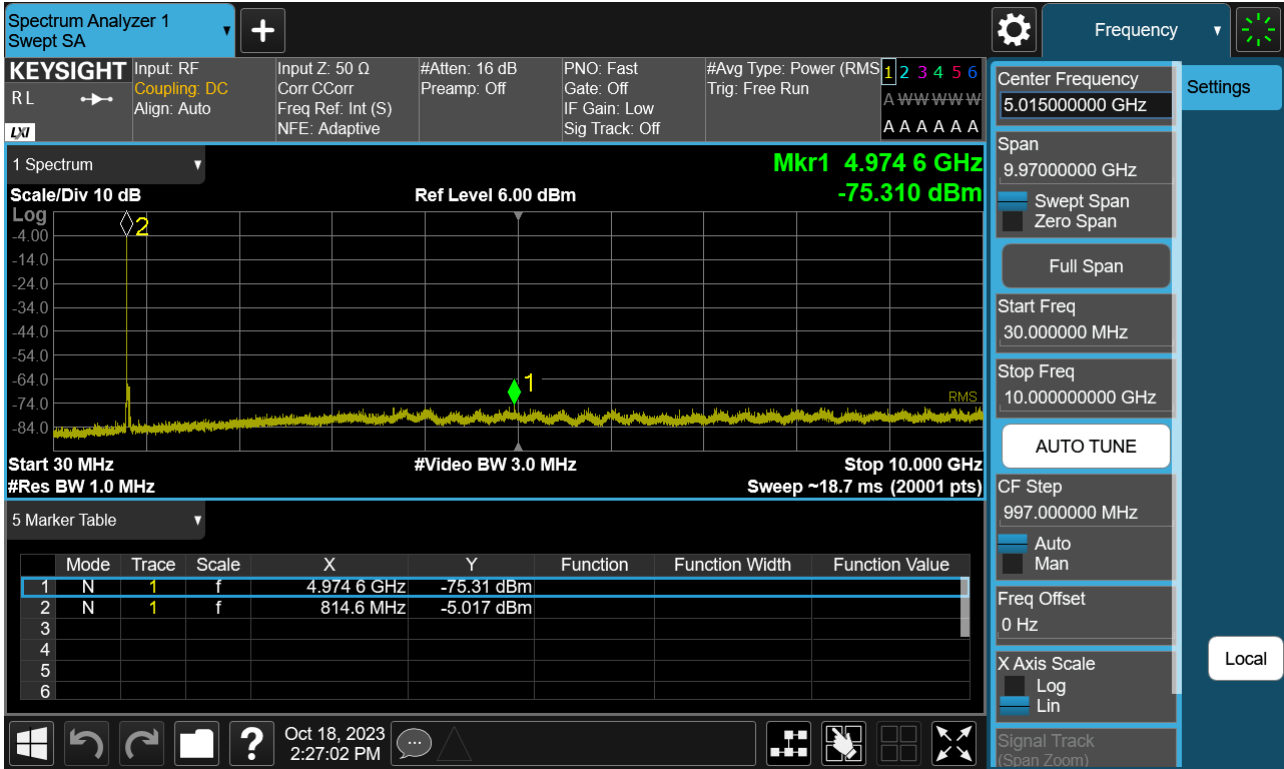 Spectrum Analyzer 1
Swept SA
Frequency
KEYSIGHT
R L
LXI
Input: RF
Coupling: DC
Align: Auto
Input Z: 50 Ω
Corr CCorr
Freq Ref: Int (S)
NFE: Adaptive
#Atten: 16 dB
Preamp: Off
PNO: Fast
Gate: Off
IF Gain: Low
Sig Track: Off
#Avg Type: Power (RMS
Trig: Free Run
1 2 3 4 5 6
A W W W W W
A A A A A A
1 Spectrum
Mkr1 4.974 6 GHz
-75.310 dBm
Scale/Div 10 dB
Ref Level 6.00 dBm
Log
-4.00
-14.0
-24.0
-34.0
-44.0
-54.0
-64.0
-74.0
-84.0
2
1
RMS
Start 30 MHz
#Video BW 3.0 MHz
Stop 10.000 GHz
#Res BW 1.0 MHz
Sweep ~18.7 ms (20001 pts)
5 Marker Table
Mode Trace Scale X Y Function Function Width Function Value
1 N 1 f 4.974 6 GHz -75.31 dBm
2 N 1 f 814.6 MHz -5.017 dBm
3
4
5
6
Center Frequency
5.015000000 GHz
Span
9.97000000 GHz
Swept Span
Zero Span
Full Span
Start Freq
30.000000 MHz
Stop Freq
10.000000000 GHz
AUTO TUNE
CF Step
997.000000 MHz
Auto
Man
Freq Offset
0 Hz
X Axis Scale
Log
Lin
Signal Track
(Span Zoom)
Settings
Local
?
Oct 18, 2023
2:27:02 PM